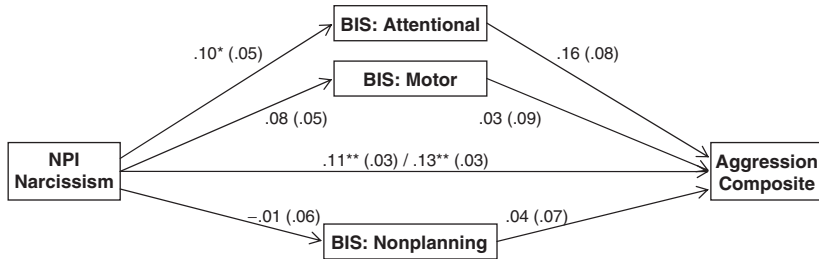 BIS: Attentional
.10* (.05)
.16 (.08)
BIS: Motor
.08 (.05)
.03 (.09)
NPI
Narcissism
.11** (.03) / .13** (.03)
Aggression
Composite
–.01 (.06)
.04 (.07)
BIS: Nonplanning